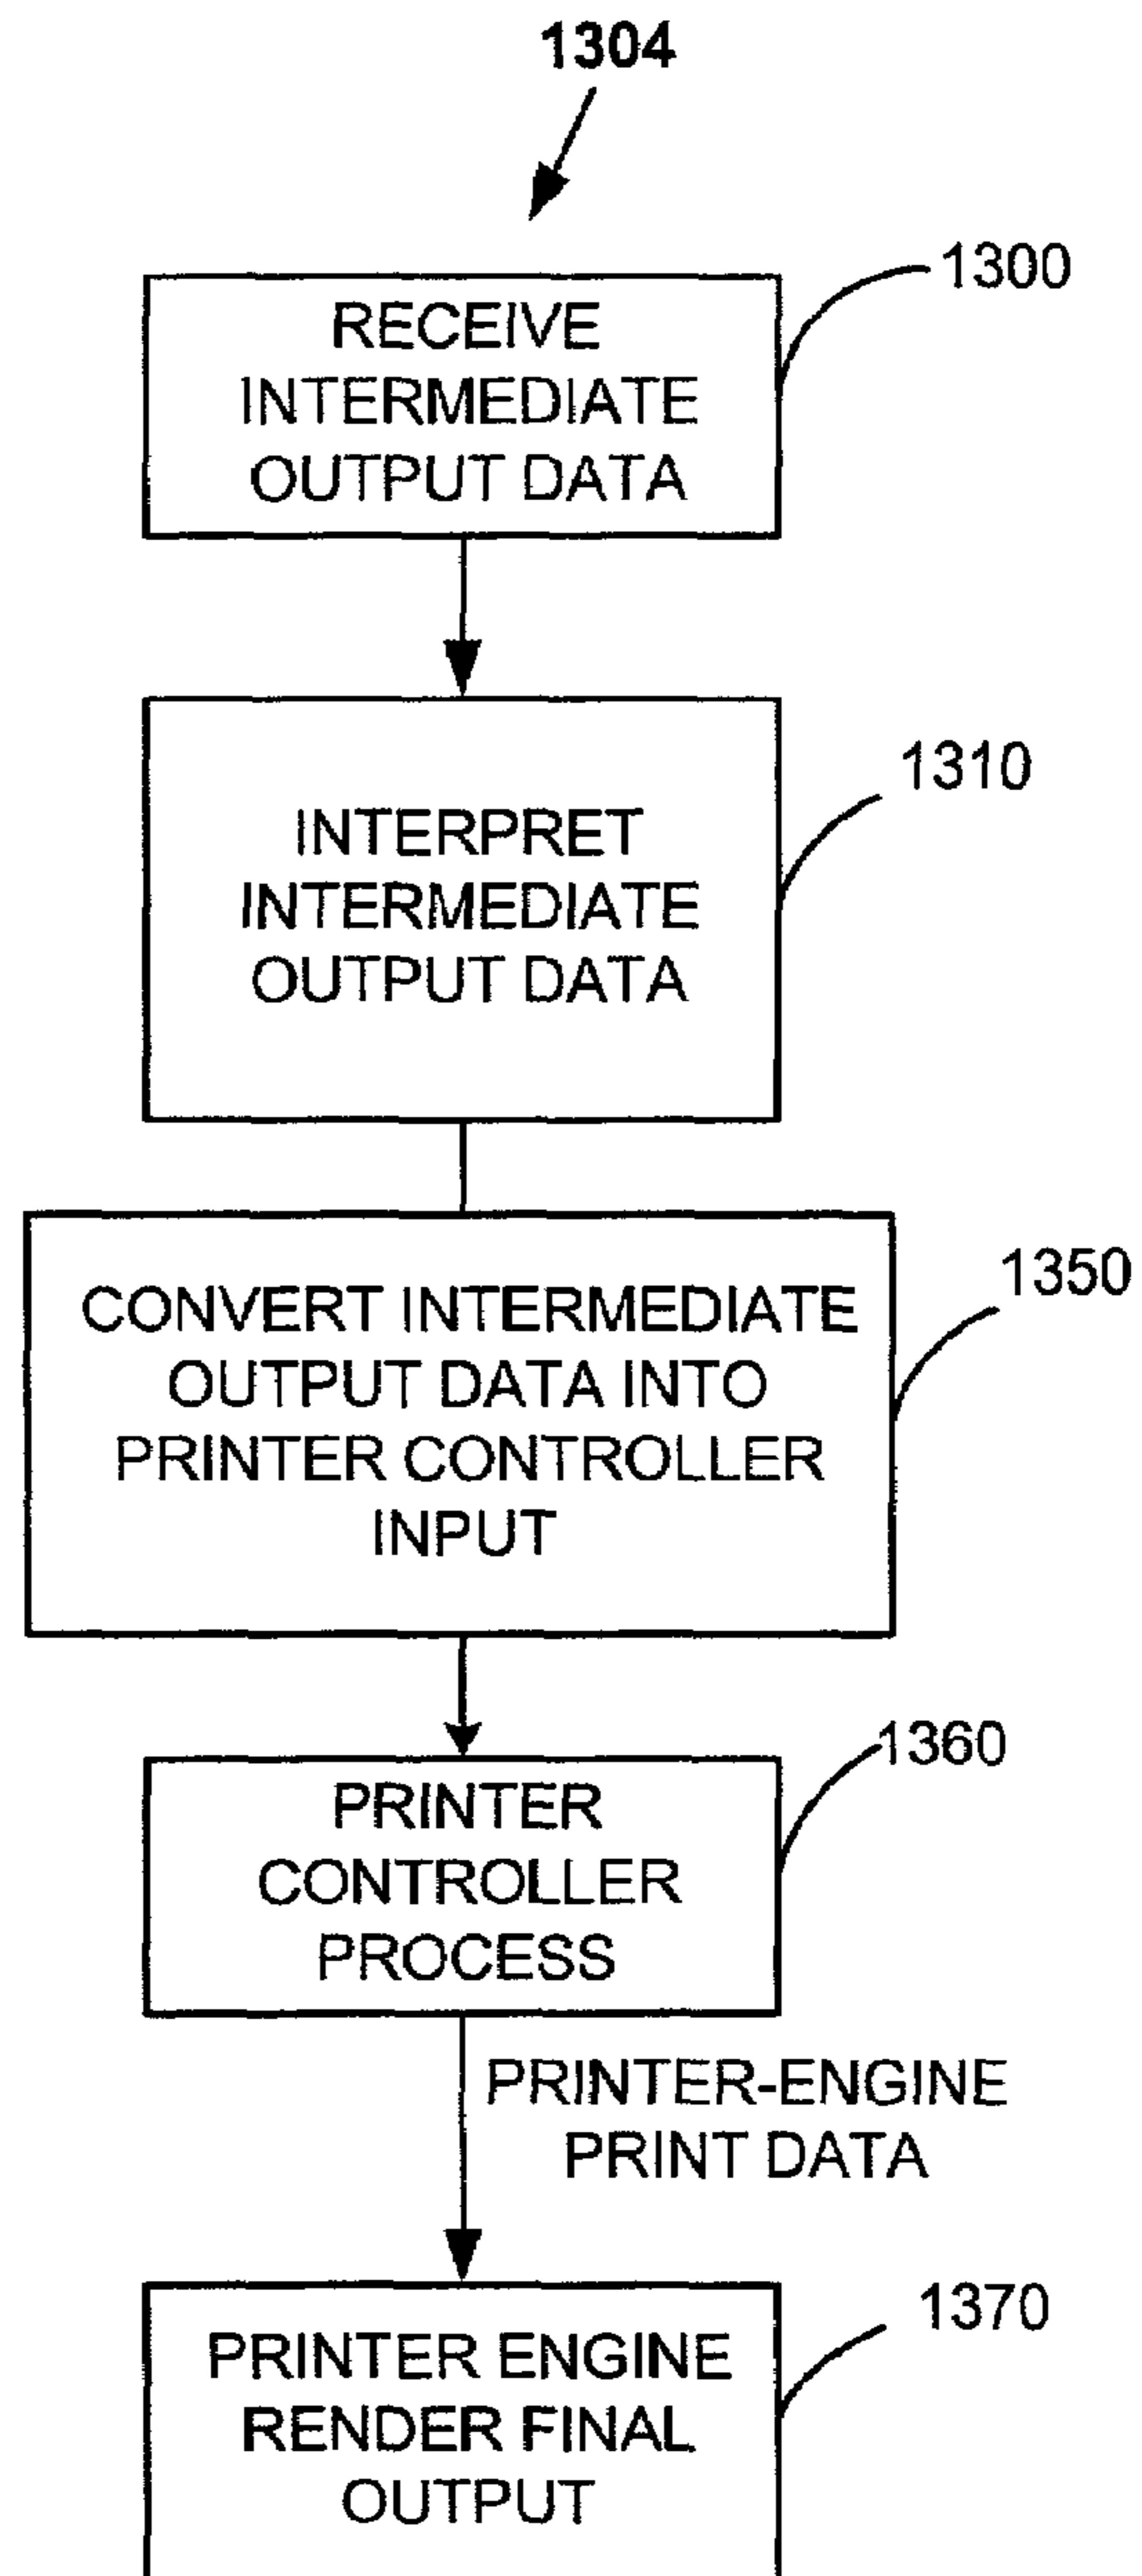 1304
1300
RECEIVE
INTERMEDIATE
OUTPUT DATA
1310
INTERPRET
INTERMEDIATE
OUTPUT DATA
1350
CONVERT INTERMEDIATE
OUTPUT DATA INTO
PRINTER CONTROLLER
INPUT
1360
PRINTER
CONTROLLER
PROCESS
PRINTER-ENGINE
PRINT DATA
1370
PRINTER ENGINE
RENDER FINAL
OUTPUT